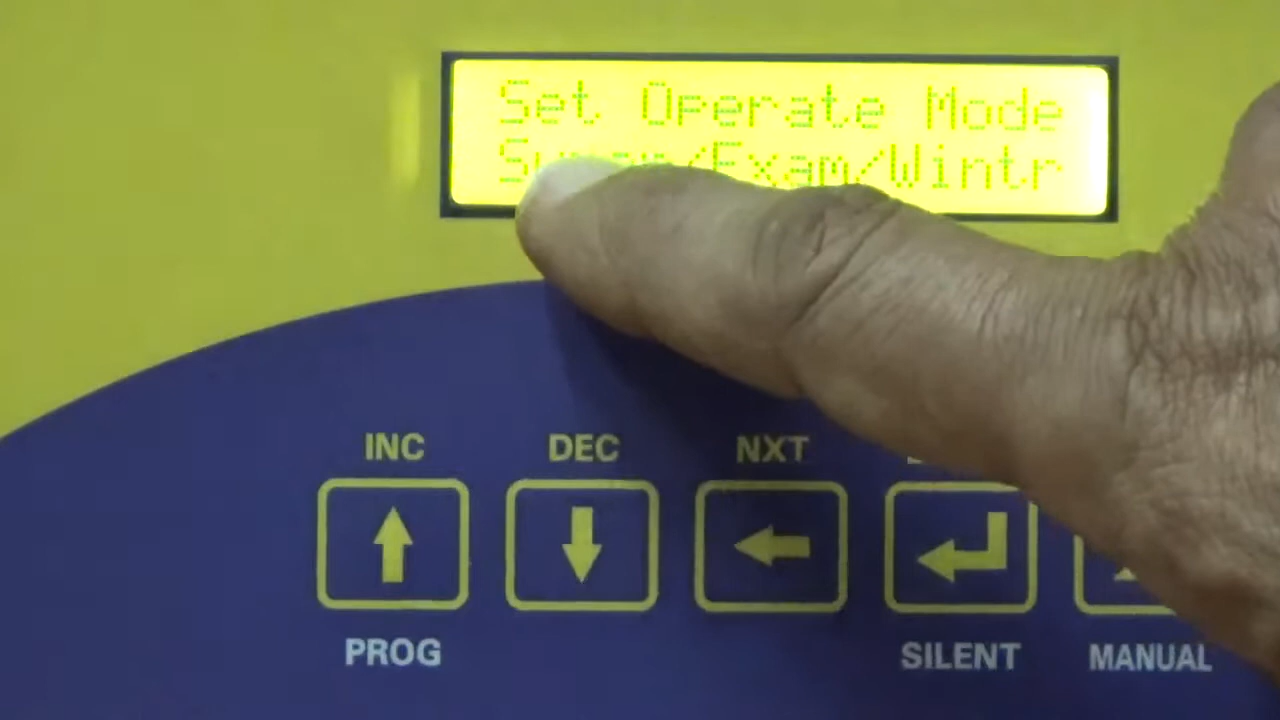 Set Operate Mode
/Exam/Wintr
INC DEC NXT
PROG SILENT MANUAL